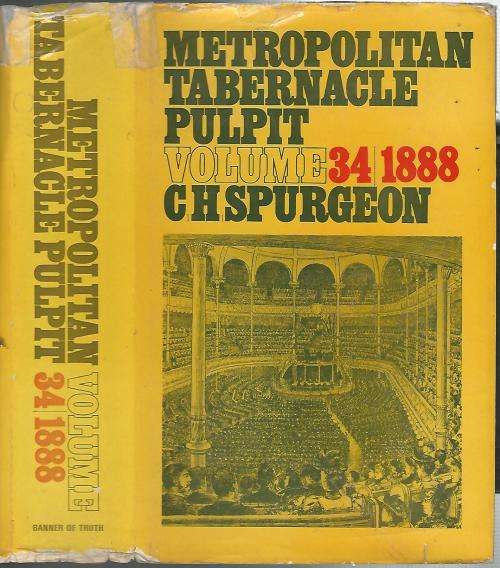 METROPOLITAN
TABERNACLE
PULPIT
VOLUME 34|1888
C H SPURGEON
METROPOLITAN VOLUME
TABERNACLE PULPIT 34|1888
BANNER OF TRUTH